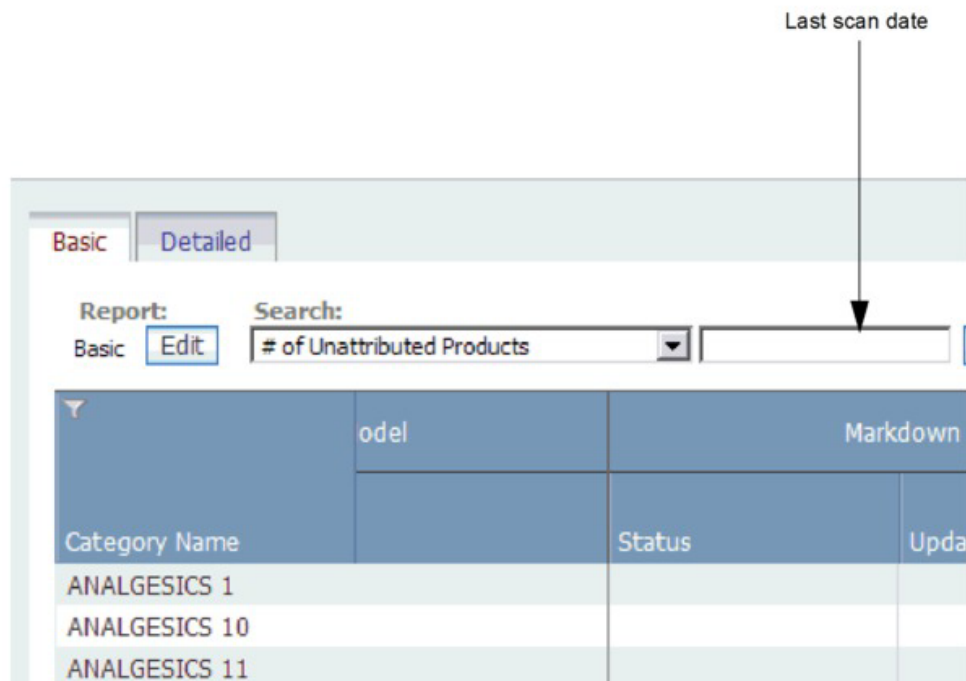 Last scan date
Basic Detailed
Report: Search:
Basic Edit # of Unattributed Products
odel Markdown
Category Name Status Upda
ANALGESICS 1
ANALGESICS 10
ANALGESICS 11